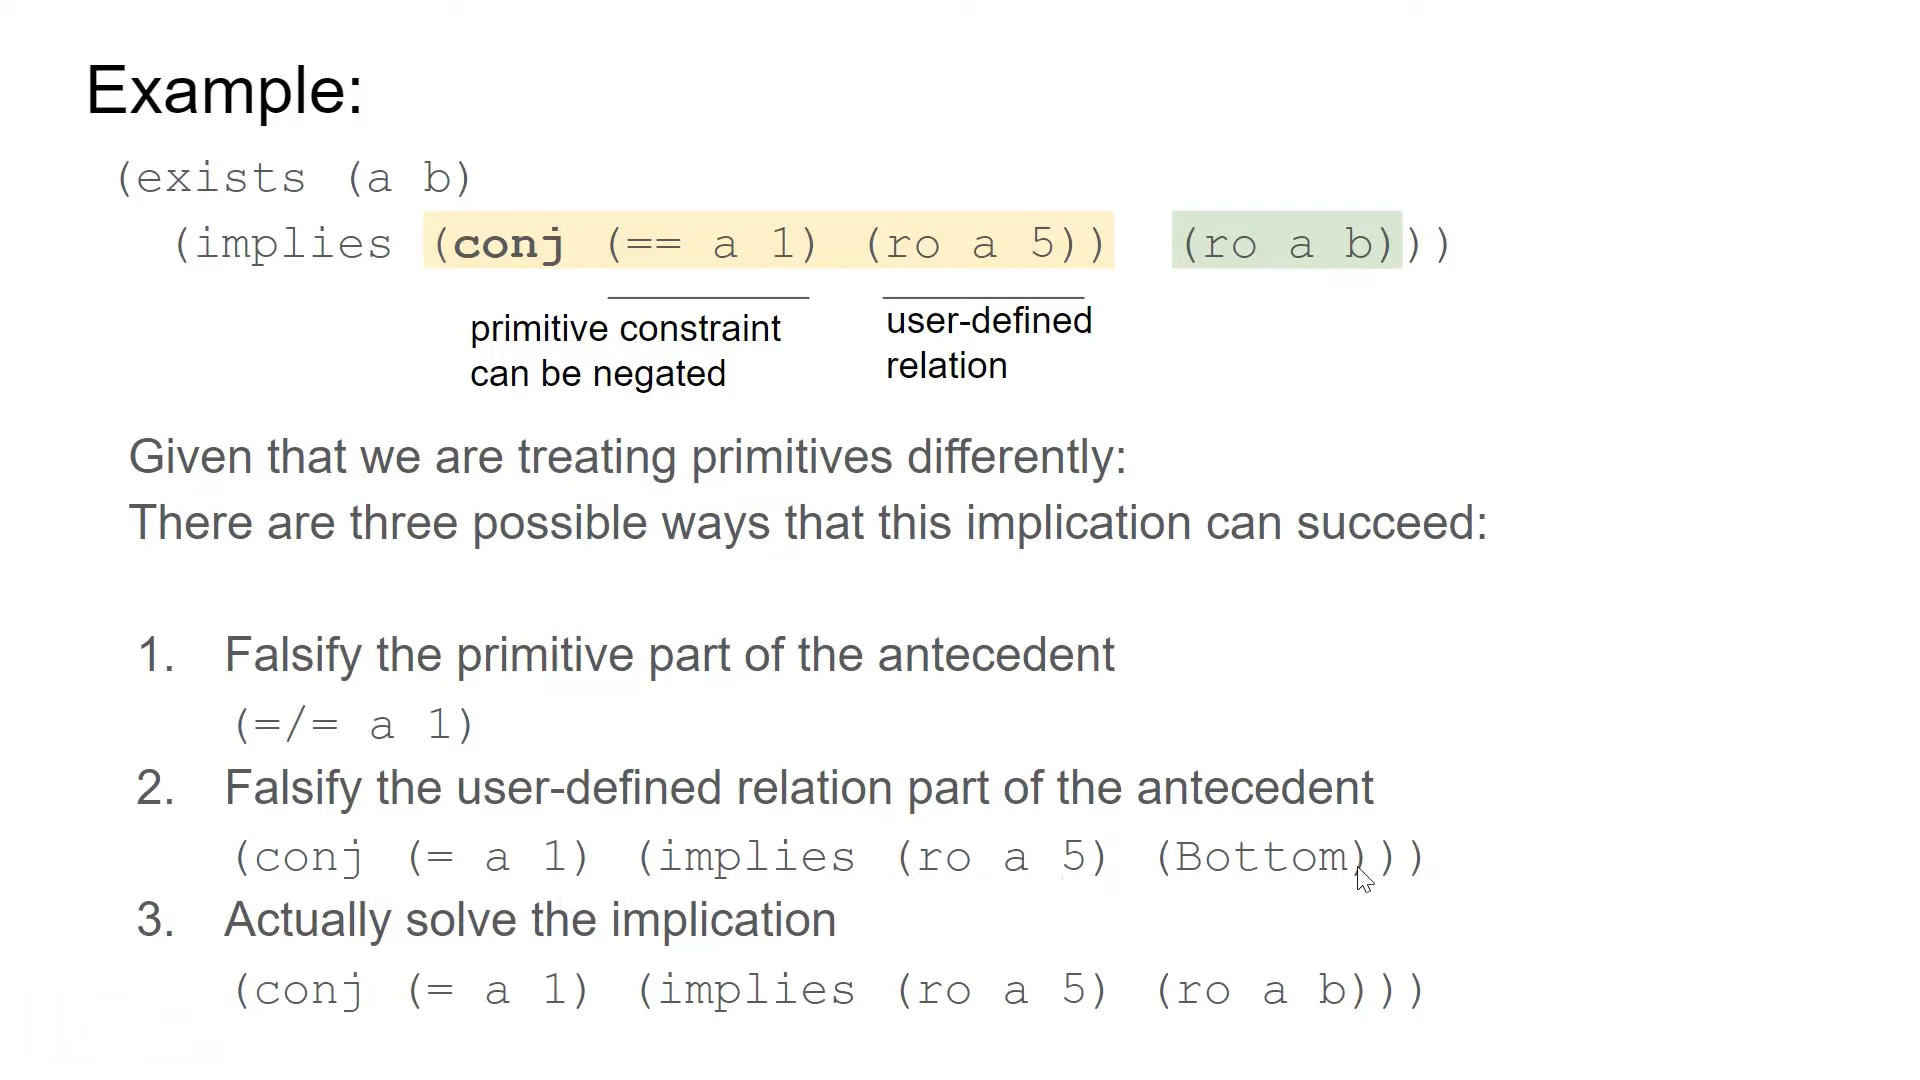 Example:
(exists (a b)
(implies (conj (== a 1) (ro a 5)) (ro a b)))
primitive constraint user-defined
can be negated relation
Given that we are treating primitives differently:
There are three possible ways that this implication can succeed:
1. Falsify the primitive part of the antecedent
(=/= a 1)
2. Falsify the user-defined relation part of the antecedent
(conj (= a 1) (implies (ro a 5) (Bottom)))
3. Actually solve the implication
(conj (= a 1) (implies (ro a 5) (ro a b)))